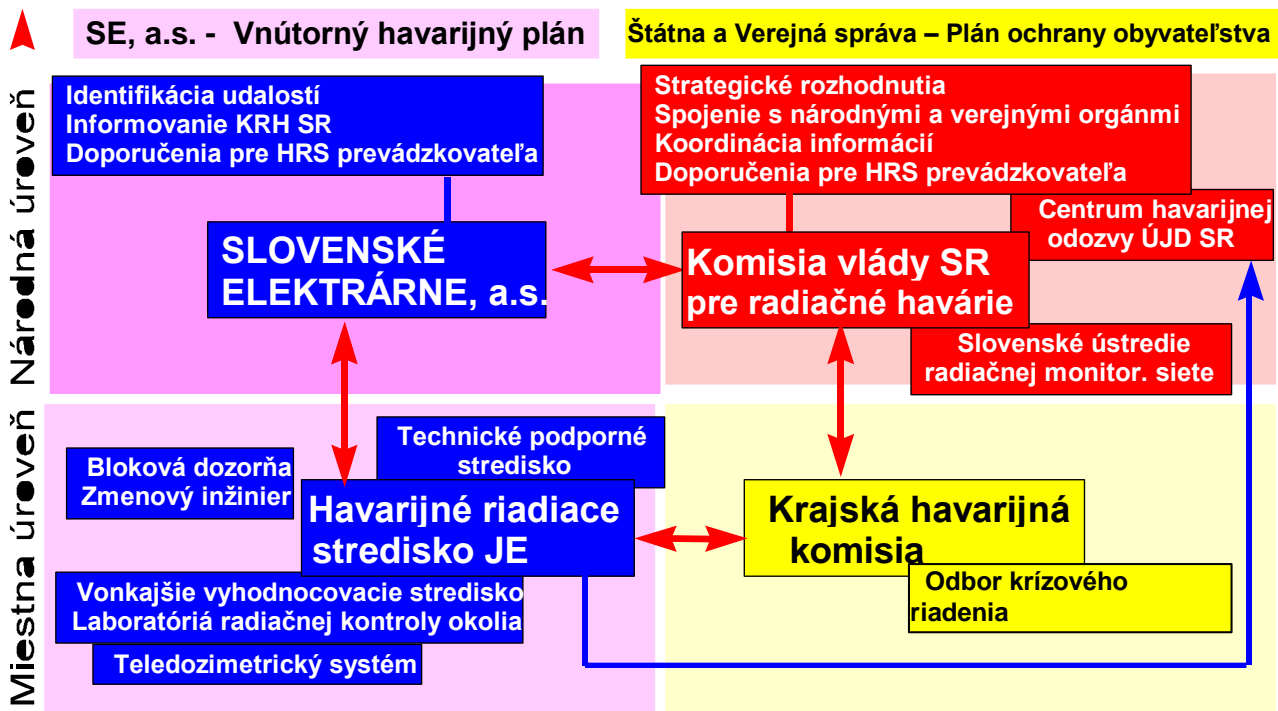 SE, a.s. - Vnútorný havarijný plán
Štátna a Verejná správa – Plán ochrany obyvateľstva
Národná úroveň
Identifikácia udalostí
Informovanie KRH SR
Doporučenia pre HRS prevádzkovateľa
Strategické rozhodnutia
Spojenie s národnými a verejnými orgánmi
Koordinácia informácií
Doporučenia pre HRS prevádzkovateľa
Centrum havarijnej
odozvy ÚJD SR
SLOVENSKÉ
ELEKTRÁRNE, a.s.
Komisia vlády SR
pre radiačné havárie
Slovenské ústredie
radiačnej monitor. siete
Miestna úroveň
Technické podporné
stredisko
Bloková dozorňa
Zmenový inžinier
Havarijné riadiace
stredisko JE
Krajská havarijná
komisia
Odbor krízového
riadenia
Vonkajšie vyhodnocovacie stredisko
Laboratóriá radiačnej kontroly okolia
Teledozimetrický systém